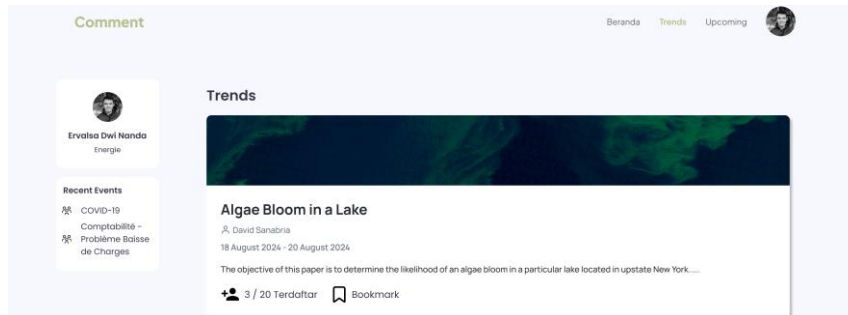 Comment
Beranda Trends Upcoming
Ervalsa Dwi Nanda
Energie
Recent Events
COVID-19
Comptabilité -
Problème Baisse
de Charges
Trends
Algae Bloom in a Lake
David Sanabria
18 August 2024 - 20 August 2024
The objective of this paper is to determine the likelihood of an algae bloom in a particular lake located in upstate New York......
3 / 20 Terdaftar Bookmark